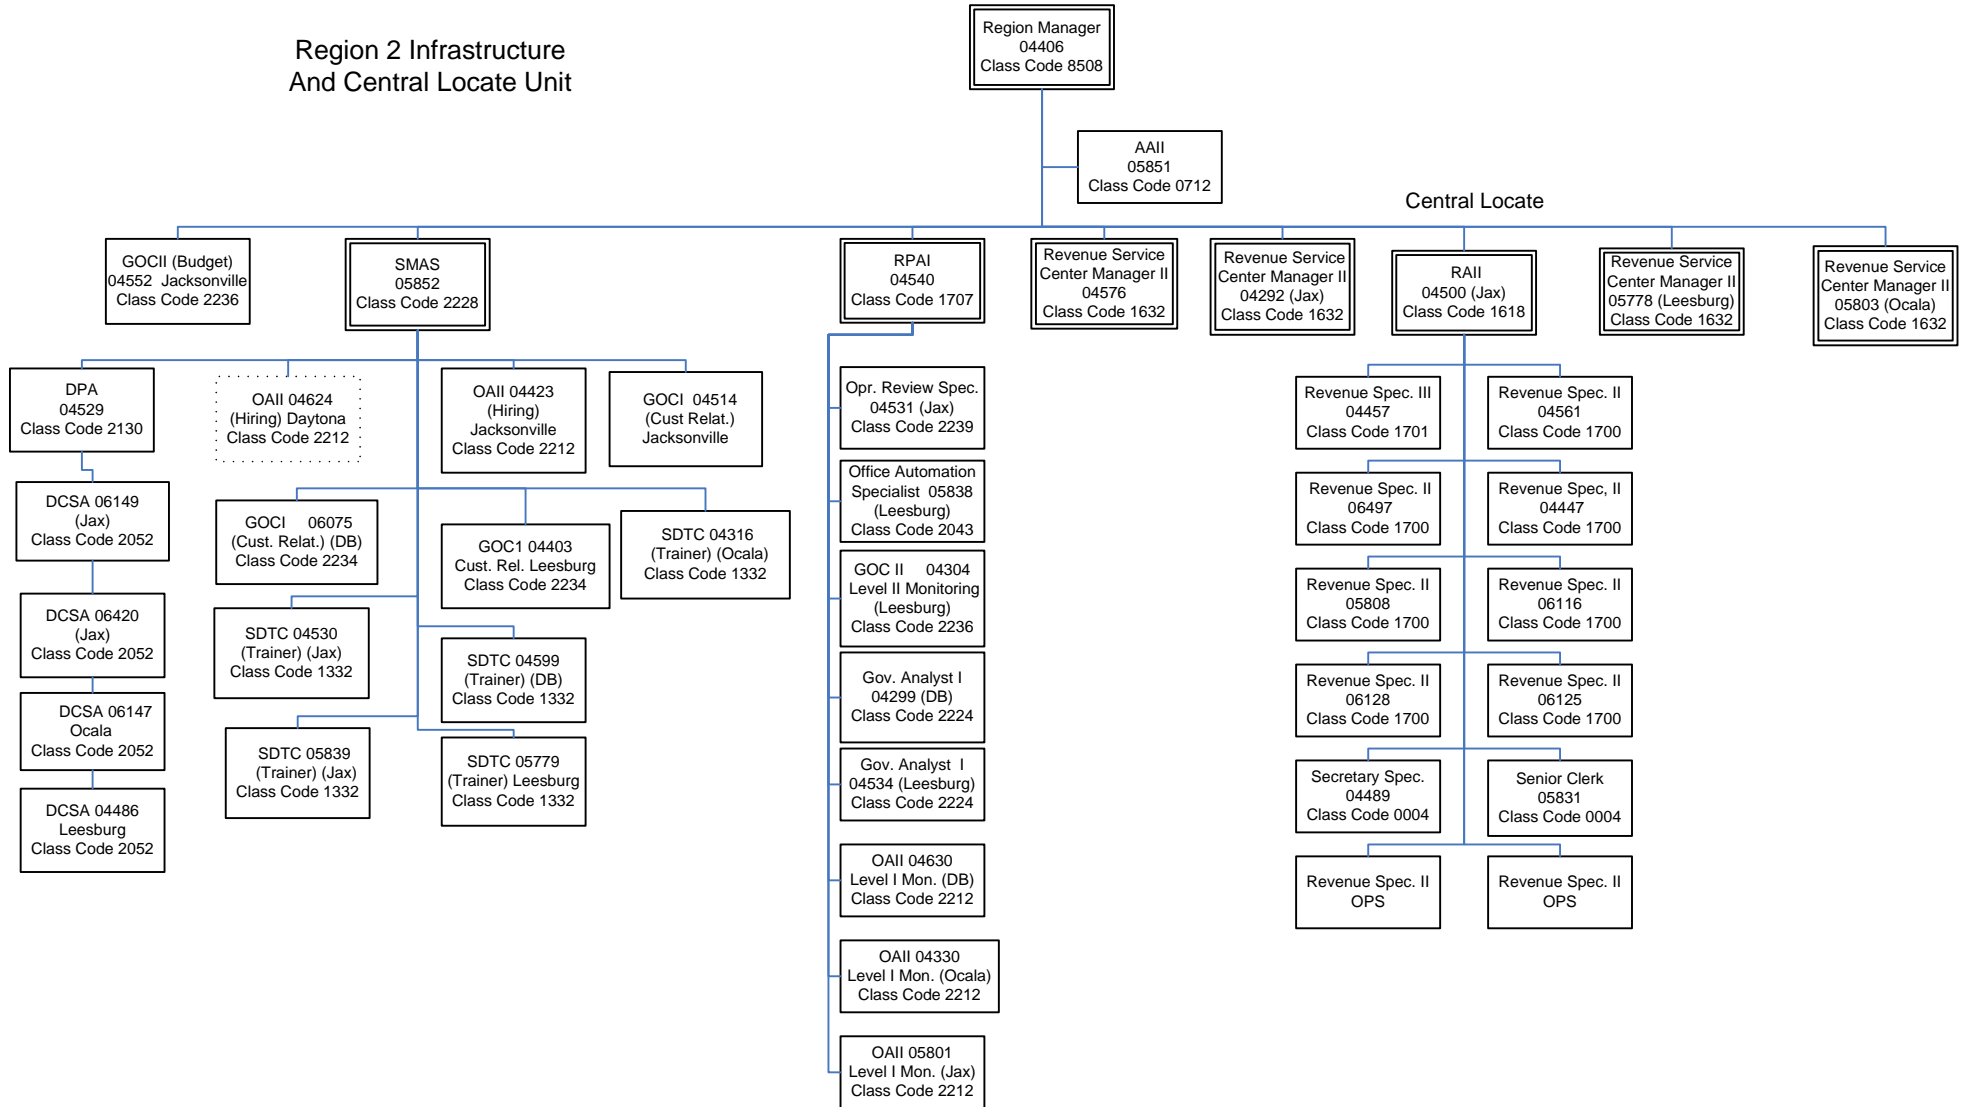 Region 2 Infrastructure
And Central Locate Unit
Region Manager
04406
Class Code 8508
AAII
05851
Class Code 0712
Central Locate
GOCII (Budget)
04552 Jacksonville
Class Code 2236
SMAS
05852
Class Code 2228
RPAI
04540
Class Code 1707
Revenue Service
Center Manager II
04576
Class Code 1632
Revenue Service
Center Manager II
04292 (Jax)
Class Code 1632
RAII
04500 (Jax)
Class Code 1618
Revenue Service
Center Manager II
05778 (Leesburg)
Class Code 1632
Revenue Service
Center Manager II
05803 (Ocala)
Class Code 1632
DPA
04529
Class Code 2130
OAII 04624
(Hiring) Daytona
Class Code 2212
OAII 04423
(Hiring)
Jacksonville
Class Code 2212
GOCI 04514
(Cust Relat.)
Jacksonville
DCSA 06149
(Jax)
Class Code 2052
DCSA 06420
(Jax)
Class Code 2052
DCSA 06147
Ocala
Class Code 2052
DCSA 04486
Leesburg
Class Code 2052
GOCI 06075
(Cust. Relat.) (DB)
Class Code 2234
GOC1 04403
Cust. Rel. Leesburg
Class Code 2234
SDTC 04316
(Trainer) (Ocala)
Class Code 1332
SDTC 04530
(Trainer) (Jax)
Class Code 1332
SDTC 04599
(Trainer) (DB)
Class Code 1332
SDTC 05839
(Trainer) (Jax)
Class Code 1332
SDTC 05779
(Trainer) Leesburg
Class Code 1332
Opr. Review Spec.
04531 (Jax)
Class Code 2239
Office Automation
Specialist 05838
(Leesburg)
Class Code 2043
GOC II 04304
Level II Monitoring
(Leesburg)
Class Code 2236
Gov. Analyst I
04299 (DB)
Class Code 2224
Gov. Analyst I
04534 (Leesburg)
Class Code 2224
OAII 04630
Level I Mon. (DB)
Class Code 2212
OAII 04330
Level I Mon. (Ocala)
Class Code 2212
OAII 05801
Level I Mon. (Jax)
Class Code 2212
Revenue Spec. III
04457
Class Code 1701
Revenue Spec. II
04561
Class Code 1700
Revenue Spec. II
06497
Class Code 1700
Revenue Spec, II
04447
Class Code 1700
Revenue Spec. II
05808
Class Code 1700
Revenue Spec. II
06116
Class Code 1700
Revenue Spec. II
06128
Class Code 1700
Revenue Spec. II
06125
Class Code 1700
Secretary Spec.
04489
Class Code 0004
Senior Clerk
05831
Class Code 0004
Revenue Spec. II
OPS
Revenue Spec. II
OPS